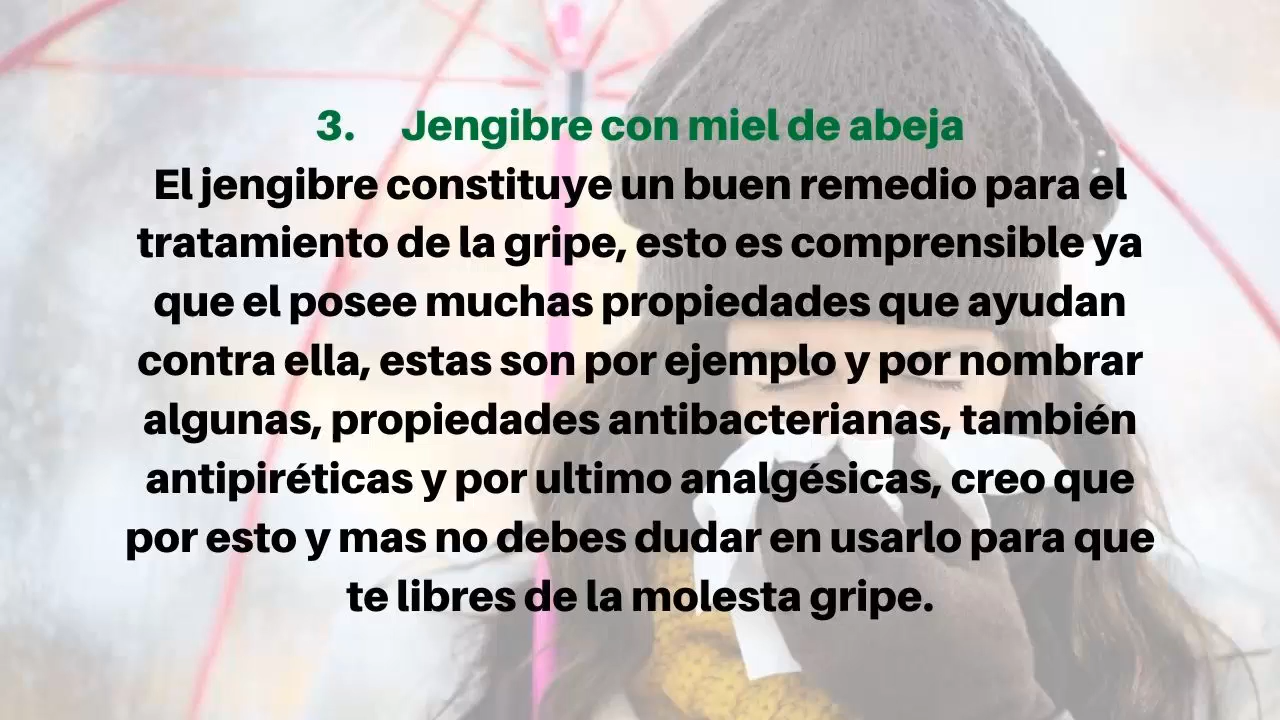 3. Jengibre con miel de abeja
El jengibre constituye un buen remedio para el
tratamiento de la gripe, esto es comprensible ya
que el posee muchas propiedades que ayudan
contra ella, estas son por ejemplo y por nombrar
algunas, propiedades antibacterianas, también
antipiréticas y por ultimo analgésicas, creo que
por esto y mas no debes dudar en usarlo para que
te libres de la molesta gripe.